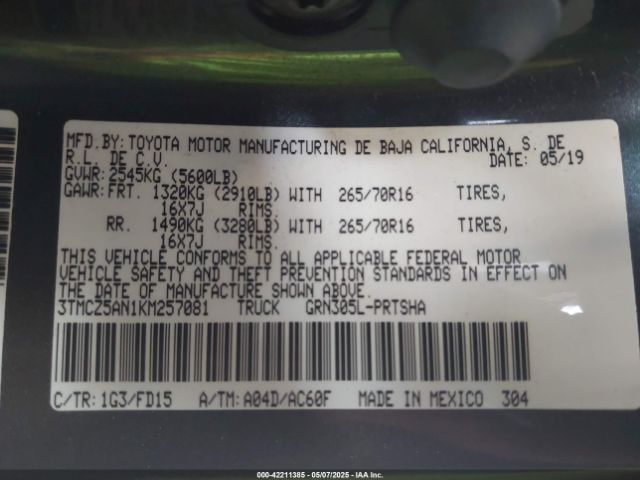 MFD.BY:TOYOTA MOTOR MANUFACTURING DE BAJA CALIFORNIA, S. DE
R.L. DE C.V. DATE: 05/19
GVWR:2545KG (5600LB)
GAWR:FRT. 1320KG (2910LB) WITH 265/70R16 TIRES,
16X7J RIMS.
RR. 1490KG (3280LB) WITH 265/70R16 TIRES,
16X7J RIMS.
THIS VEHICLE CONFORMS TO ALL APPLICABLE FEDERAL MOTOR
VEHICLE SAFETY AND THEFT PREVENTION STANDARDS IN EFFECT ON
THE DATE OF MANUFACTURE SHOWN ABOVE.
3TMCZ5AN1KM257081 TRUCK GRN305L-PRTSHA
C/TR:1G3/FD15 A/TM:A04D/AC60F MADE IN MEXICO 304
000-42211385 - 05/07/2025 - IAA Inc.